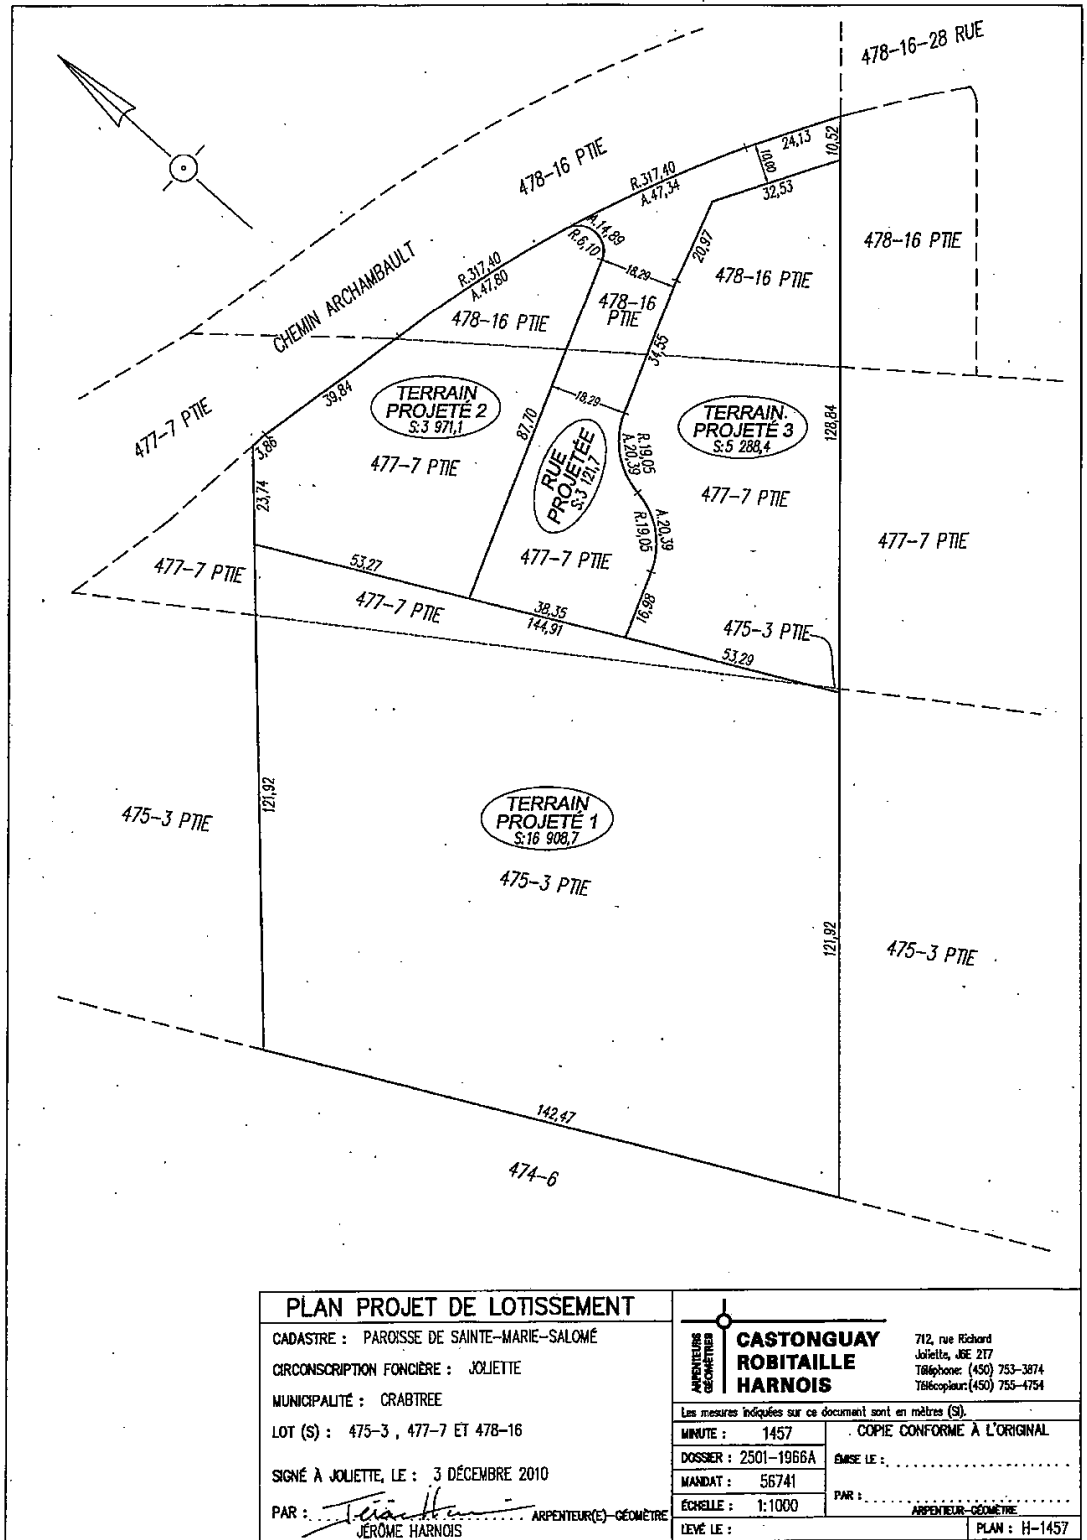 478-16-28 RUE
478-16 PTIE
24,13
10,52
10,00
32,53
R.317,40
A.47,34
A.14,89
R.6,10
20,97
478-16 PTIE
478-16 PTIE
18,29
CHEMIN ARCHAMBAULT
R.317,40
A.47,80
478-16 PTIE
478-16
PTIE
34,55
39,84
TERRAIN
PROJETÉ 2
S:3 971,1
18,29
TERRAIN
PROJETÉ 3
S:5 288,4
128,84
477-7 PTIE
3,86
87,70
RUE
PROJETÉE
S:3 121,7
R.19,05
A.20,39
477-7 PTIE
23,74
477-7 PTIE
A.20,39
R.19,05
477-7 PTIE
477-7 PTIE
53,27
477-7 PTIE
477-7 PTIE
38,35
144,91
16,98
475-3 PTIE
53,29
121,92
475-3 PTIE
TERRAIN
PROJETÉ 1
S:16 908,7
475-3 PTIE
121,92
475-3 PTIE
142,47
474-6
PLAN PROJET DE LOTISSEMENT
CADASTRE : PAROISSE DE SAINTE-MARIE-SALOMÉ
CIRCONSCRIPTION FONCIÈRE : JOLIETTE
MUNICIPALITÉ : CRABTREE
LOT (S) : 475-3 , 477-7 ET 478-16
SIGNÉ À JOLIETTE, LE : 3 DÉCEMBRE 2010
PAR : ARPENTEUR(E)-GÉOMÈTRE
JÉRÔME HARNOIS
ARPENTEURS
GÉOMÈTRES
CASTONGUAY
ROBITAILLE
HARNOIS
712, rue Richard
Joliette, J6E 2T7
Téléphone: (450) 753-3874
Télécopieur:(450) 755-4754
Les mesures indiquées sur ce document sont en mètres (SI).
MINUTE : 1457
DOSSIER : 2501-1966A
MANDAT : 56741
ÉCHELLE : 1:1000
LEVÉ LE :
COPIE CONFORME À L'ORIGINAL
ÉMISE LE :
PAR :
ARPENTEUR-GÉOMÈTRE
PLAN : H-1457